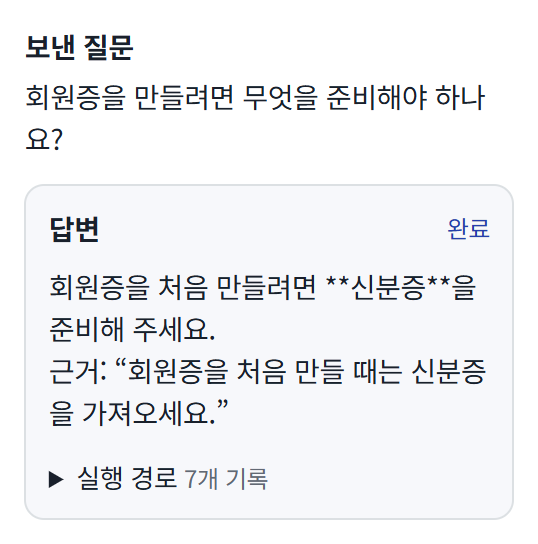 보낸 질문
회원증을 만들려면 무엇을 준비해야 하나
요?
답변
완료
회원증을 처음 만들려면 **신분증**을
준비해 주세요.
근거: “회원증을 처음 만들 때는 신분증
을 가져오세요.”
▶ 실행 경로 7개 기록